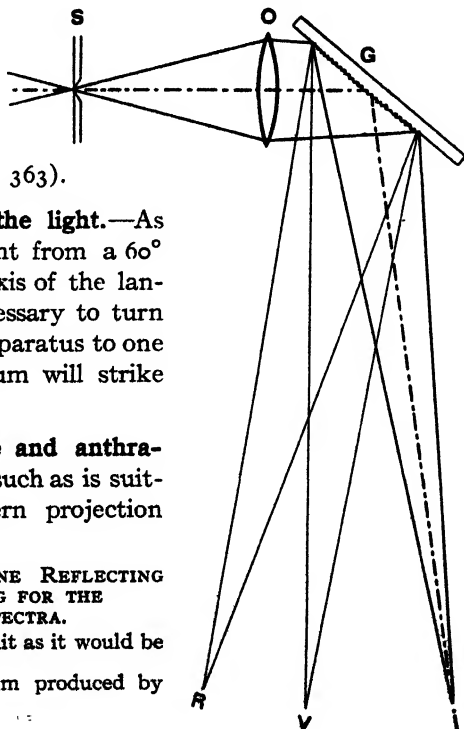 S
O
G
363).
the light.—As
nt from a 60°
xis of the lan-
essary to turn
paratus to one
um will strike
e and anthra-
such as is suit-
ern projection
NE REFLECTING
G FOR THE
PECTRA.
it as it would be
m produced by
R
V